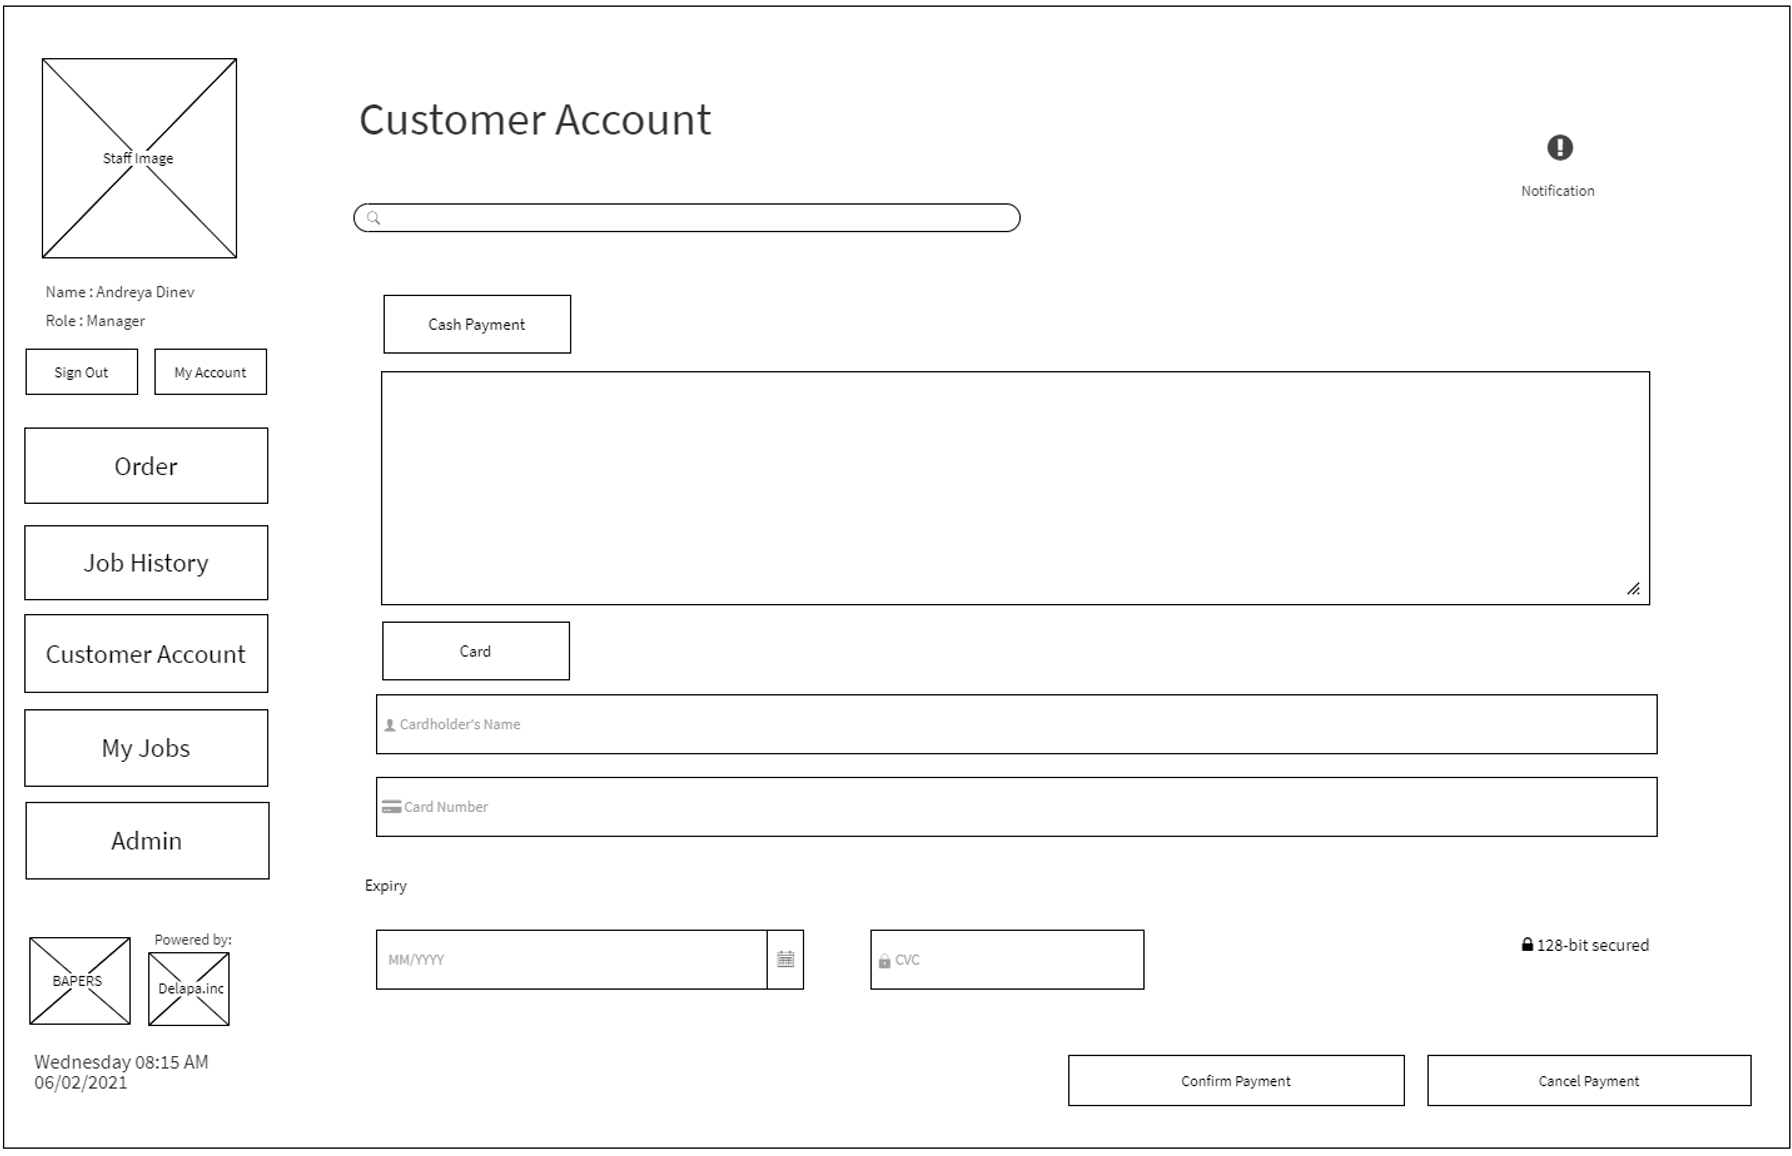 Staff Image
Name : Andreya Dinev
Role : Manager
Sign Out
My Account
Order
Job History
Customer Account
My Jobs
Admin
BAPERS
Powered by:
Delapa.inc
Wednesday 08:15 AM
06/02/2021
Customer Account
Notification
Cash Payment
Card
Cardholder's Name
Card Number
Expiry
MM/YYYY
CVC
128-bit secured
Confirm Payment
Cancel Payment